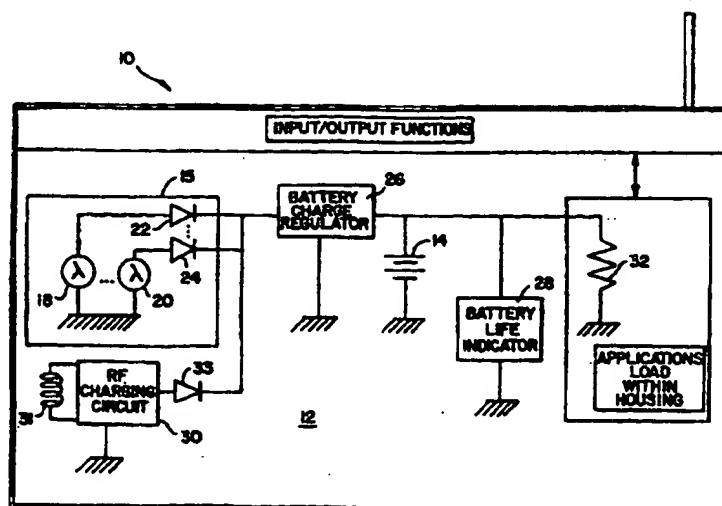 10
INPUT/OUTPUT FUNCTIONS
15
22
24
18
20
BATTERY
CHARGE
REGULATOR
26
14
28
BATTERY
LIFE
INDICATOR
32
APPLICATIONS
LOAD
WITHIN
HOUSING
31
RF
CHARGING
CIRCUIT
33
30
12
λ
...
λ